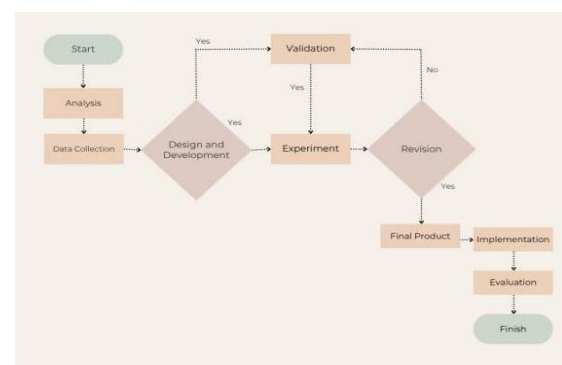 Start
Yes
Validation
No
Analysis
Yes
Yes
Data Collection
Design and
Development
Experiment
Revision
Yes
Final Product
Implementation
Evaluation
Finish